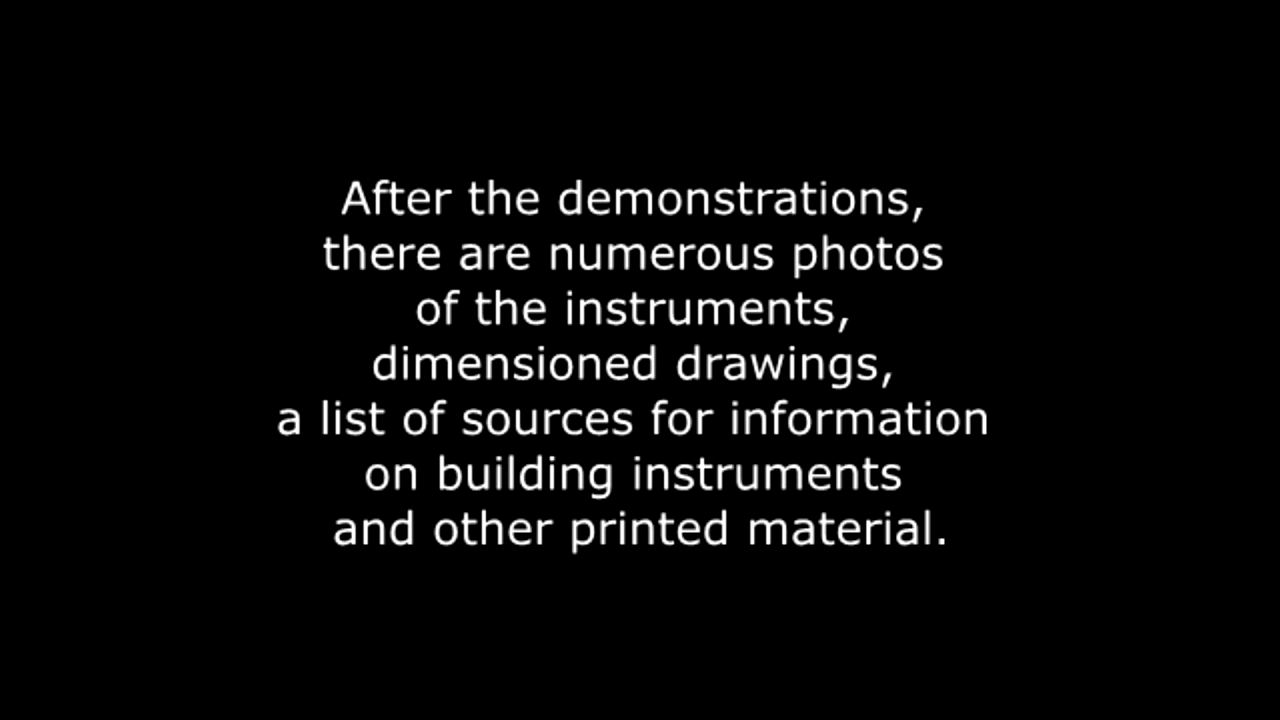 After the demonstrations,
there are numerous photos
of the instruments,
dimensioned drawings,
a list of sources for information
on building instruments
and other printed material.